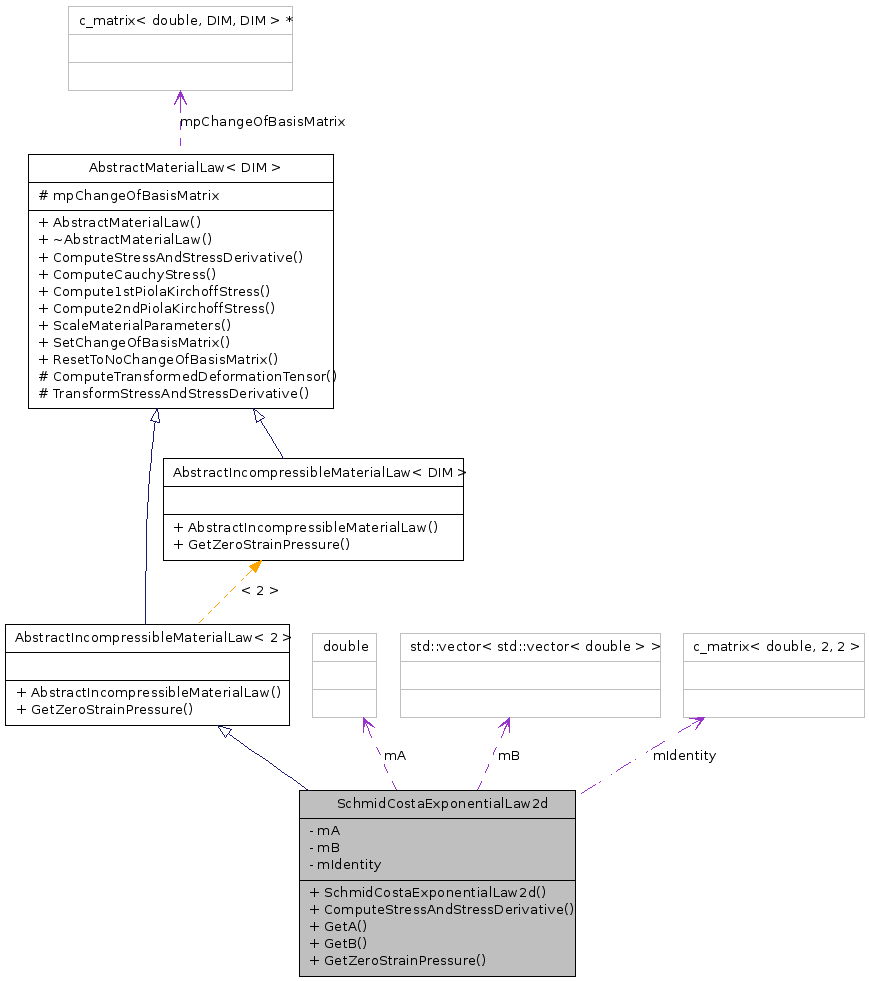 c_matrix< double, DIM, DIM > *
mpChangeOfBasisMatrix
AbstractMaterialLaw< DIM >
# mpChangeOfBasisMatrix
+ AbstractMaterialLaw()
+ ~AbstractMaterialLaw()
+ ComputeStressAndStressDerivative()
+ ComputeCauchyStress()
+ Compute1stPiolaKirchoffStress()
+ Compute2ndPiolaKirchoffStress()
+ ScaleMaterialParameters()
+ SetChangeOfBasisMatrix()
+ ResetToNoChangeOfBasisMatrix()
# ComputeTransformedDeformationTensor()
# TransformStressAndStressDerivative()
AbstractIncompressibleMaterialLaw< DIM >
+ AbstractIncompressibleMaterialLaw()
+ GetZeroStrainPressure()
< 2 >
AbstractIncompressibleMaterialLaw< 2 >
+ AbstractIncompressibleMaterialLaw()
+ GetZeroStrainPressure()
double
std::vector< std::vector< double > >
c_matrix< double, 2, 2 >
mA
mB
mIdentity
SchmidCostaExponentialLaw2d
- mA
- mB
- mIdentity
+ SchmidCostaExponentialLaw2d()
+ ComputeStressAndStressDerivative()
+ GetA()
+ GetB()
+ GetZeroStrainPressure()